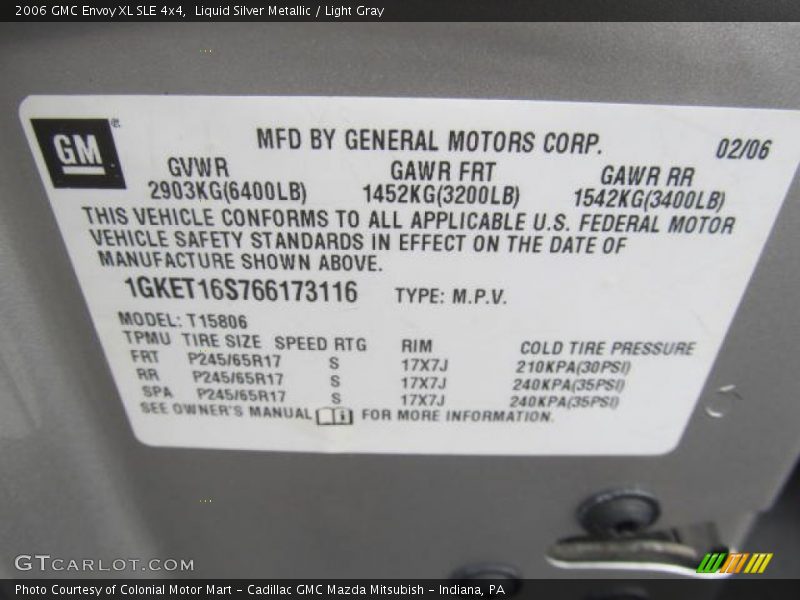 2006 GMC Envoy XL SLE 4x4,  Liquid Silver Metallic / Light Gray
GM®
MFD BY GENERAL MOTORS CORP. 02/06
GVWR GAWR FRT GAWR RR
2903KG(6400LB) 1452KG(3200LB) 1542KG(3400LB)
THIS VEHICLE CONFORMS TO ALL APPLICABLE U.S. FEDERAL MOTOR
VEHICLE SAFETY STANDARDS IN EFFECT ON THE DATE OF
MANUFACTURE SHOWN ABOVE.
1GKET16S766173116 TYPE: M.P.V.
MODEL: T15806
TPMU TIRE SIZE SPEED RTG RIM COLD TIRE PRESSURE
FRT P245/65R17 S 17X7J 210KPA(30PSI)
RR P245/65R17 S 17X7J 240KPA(35PSI)
SPA P245/65R17 S 17X7J 240KPA(35PSI)
SEE OWNER'S MANUAL i FOR MORE INFORMATION.
GTCARLOT.COM
Photo Courtesy of Colonial Motor Mart - Cadillac GMC Mazda Mitsubish - Indiana, PA